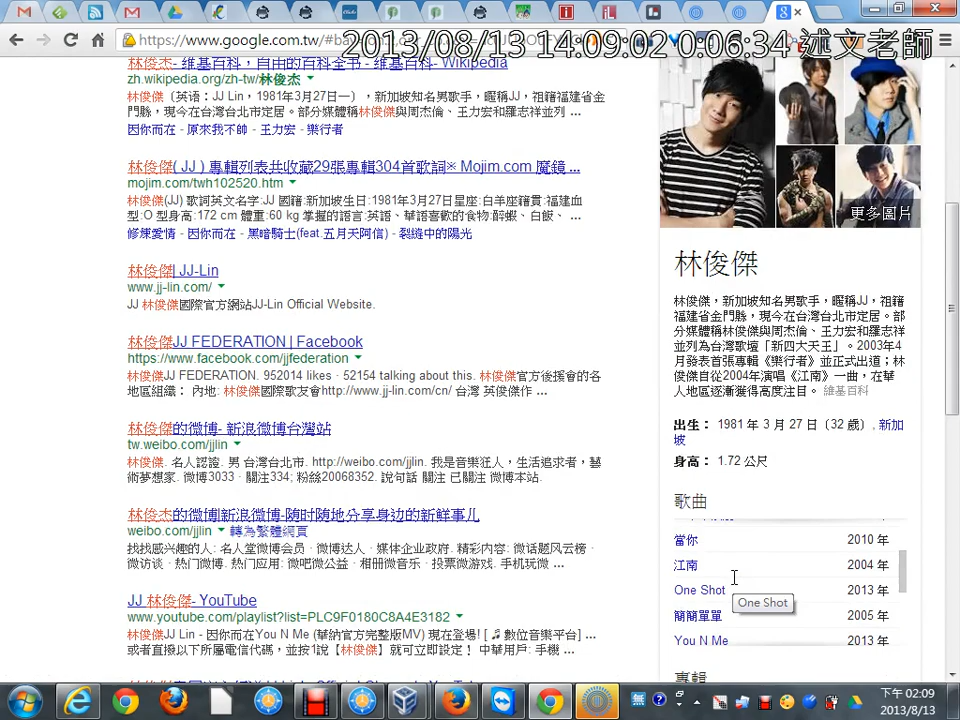 https://www.google.com.tw/#ba
2013/08/13 14:09:02 0:06:34 述文老師
林俊杰- 维基百科，自由的百科全书 - 维基百科- Wikipedia
zh.wikipedia.org/zh-tw/林俊杰
林俊傑（英语：JJ Lin，1981年3月27日－），新加坡知名男歌手，暱稱JJ，祖籍福建省金
門縣，現今在台灣台北市定居。部分媒體稱林俊傑與周杰倫、王力宏和羅志祥並列 ...
因你而在 - 原來我不帥 - 王力宏 - 樂行者
林俊傑( JJ ) 專輯列表共收藏29張專輯304首歌詞※ Mojim.com 魔鏡 ...
mojim.com/twh102520.htm
林俊傑(JJ) 歌詞英文名字:JJ 國籍:新加坡生日:1981年3月27日星座:白羊座籍貫:福建血
型:O 型身高:172 cm 體重:60 kg 掌握的語言:英語、華語喜歡的食物:醉蝦、白飯、 ...
修煉愛情 - 因你而在 - 黑暗騎士(feat.五月天阿信) - 裂縫中的陽光
林俊傑| JJ-Lin
www.jj-lin.com/
JJ 林俊傑國際官方網站JJ-Lin Official Website.
林俊傑JJ FEDERATION | Facebook
https://www.facebook.com/jjfederation
林俊傑JJ FEDERATION. 952014 likes · 52154 talking about this. 林俊傑官方後援會的各
地區組織： 內地: 林俊傑國際歌友會http://www.jj-lin.com/cn/ 台灣 英俊傑作 ...
林俊傑的微博- 新浪微博台灣站
tw.weibo.com/jjlin
林俊傑. 名人認證. 男 台灣台北市. http://weibo.com/jjlin. 我是音樂狂人，生活追求者，藝
術夢想家. 微博3033 · 關注334; 粉絲20068352. 說句話 關注 已關注 微博本站.
林俊杰的微博|新浪微博-随时随地分享身边的新鲜事儿
weibo.com/jjlin 轉為繁體網頁
找找感兴趣的人: 名人堂微博会员 · 微博达人 · 媒体企业政府. 精彩内容: 微话题风云榜 ·
微访谈 · 热门微博. 热门应用: 微吧微公益 · 相册微音乐 · 投票微游戏. 手机玩微 ...
JJ 林俊傑- YouTube
www.youtube.com/playlist?list=PLC9F0180C8A4E3182
林俊傑JJ Lin - 因你而在You N Me (華納官方完整版MV) 現在登場! [ ♫數位音樂平台] ...
或者直撥以下所屬電信代碼，並按1說【林俊傑】就可立即設定！ 中華用戶: 手機 ...
更多圖片
林俊傑
林俊傑，新加坡知名男歌手，暱稱JJ，祖籍
福建省金門縣，現今在台灣台北市定居。部
分媒體稱林俊傑與周杰倫、王力宏和羅志祥
並列為台灣歌壇「新四大天王」。2003年4
月發表首張專輯《樂行者》並正式出道；林
俊傑自從2004年演唱《江南》一曲，在華
人地區逐漸獲得高度注目。 維基百科
出生： 1981 年 3 月 27 日（32 歲）, 新加
坡
身高： 1.72 公尺
歌曲
當你 2010 年
江南 2004 年
One Shot 2013 年
One Shot
簡簡單單 2005 年
You N Me 2013 年
專輯
下午 02:09
2013/8/13